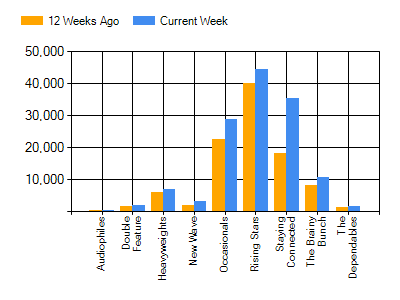 12 Weeks Ago
Current Week
50,000
40,000
30,000
20,000
10,000
Audiophiles
Double
Feature
Heavyweights
New Wave
Occasionals
Rising Stars
Staying
Connected
The Brainy
Bunch
The
Dependables